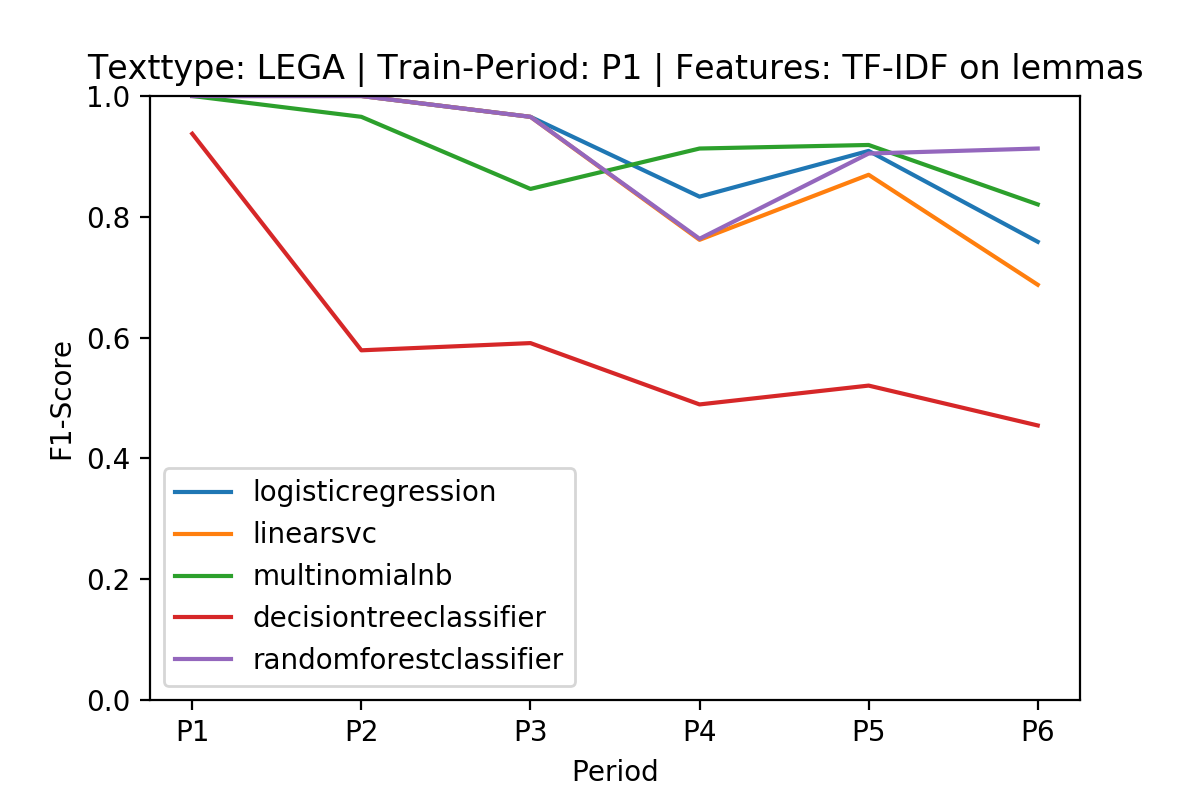 Texttype: LEGA | Train-Period: P1 | Features: TF-IDF on lemmas
1.0
0.8
0.6
0.4
0.2
0.0
F1-Score
logisticregression
linearsvc
multinomialnb
decisiontreeclassifier
randomforestclassifier
P1 P2 P3 P4 P5 P6
Period